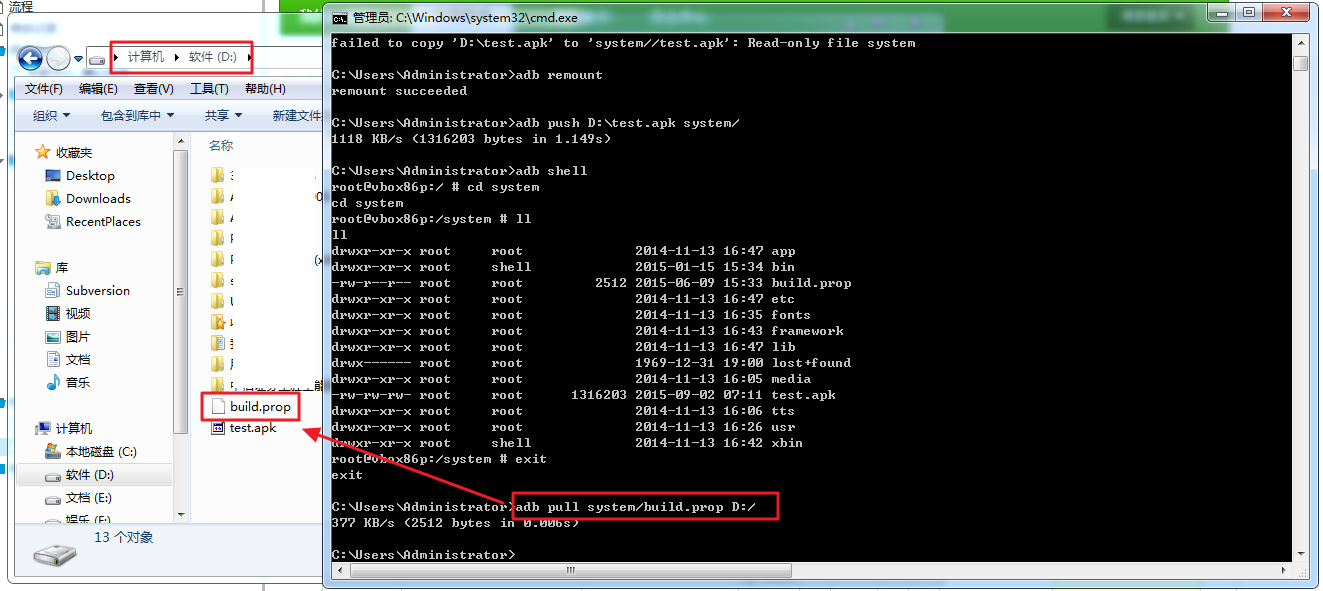 流程
管理员: C:\Windows\system32\cmd.exe
计算机 软件 (D:)
文件(F) 编辑(E) 查看(V) 工具(T) 帮助(H)
组织 包含到库中 共享 新建文件
名称
收藏夹
Desktop
Downloads
RecentPlaces
库
Subversion
视频
图片
文档
音乐
计算机
本地磁盘 (C:)
软件 (D:)
文档 (E:)
娱乐 (F:)
build.prop
test.apk
13 个对象
failed to copy 'D:\test.apk' to 'system//test.apk': Read-only file system
C:\Users\Administrator>adb remount
remount succeeded
C:\Users\Administrator>adb push D:\test.apk system/
1118 KB/s (1316203 bytes in 1.149s)
C:\Users\Administrator>adb shell
root@vbox86p:/ # cd system
cd system
root@vbox86p:/system # ll
ll
drwxr-xr-x root root 2014-11-13 16:47 app
drwxr-xr-x root shell 2015-01-15 15:34 bin
-rw-r--r-- root root 2512 2015-06-09 15:33 build.prop
drwxr-xr-x root root 2014-11-13 16:47 etc
drwxr-xr-x root root 2014-11-13 16:35 fonts
drwxr-xr-x root root 2014-11-13 16:43 framework
drwxr-xr-x root root 2014-11-13 16:47 lib
drwx------ root root 1969-12-31 19:00 lost+found
drwxr-xr-x root root 2014-11-13 16:05 media
-rw-rw-rw- root root 1316203 2015-09-02 07:11 test.apk
drwxr-xr-x root root 2014-11-13 16:06 tts
drwxr-xr-x root root 2014-11-13 16:26 usr
drwxr-xr-x root shell 2014-11-13 16:42 xbin
root@vbox86p:/system # exit
exit
C:\Users\Administrator>adb pull system/build.prop D:/
377 KB/s (2512 bytes in 0.006s)
C:\Users\Administrator>